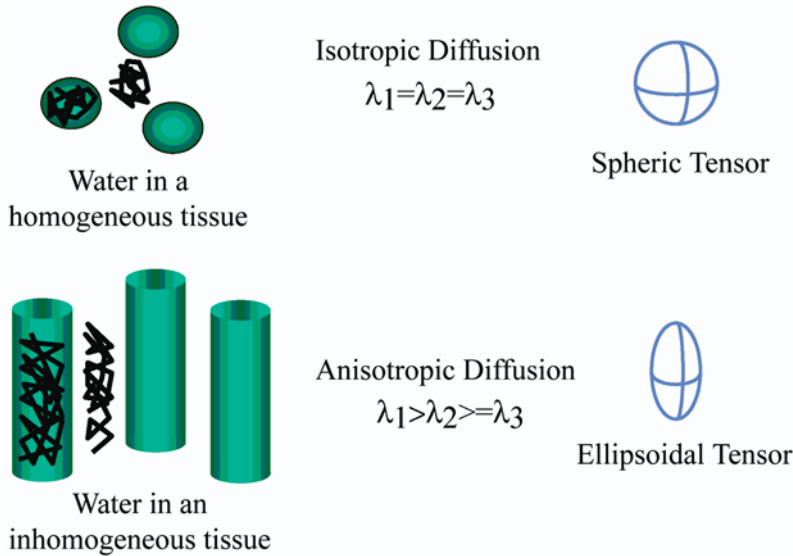 Isotropic Diffusion
λ1=λ2=λ3
Spheric Tensor
Water in a
homogeneous tissue
Anisotropic Diffusion
λ1>λ2>=λ3
Ellipsoidal Tensor
Water in an
inhomogeneous tissue